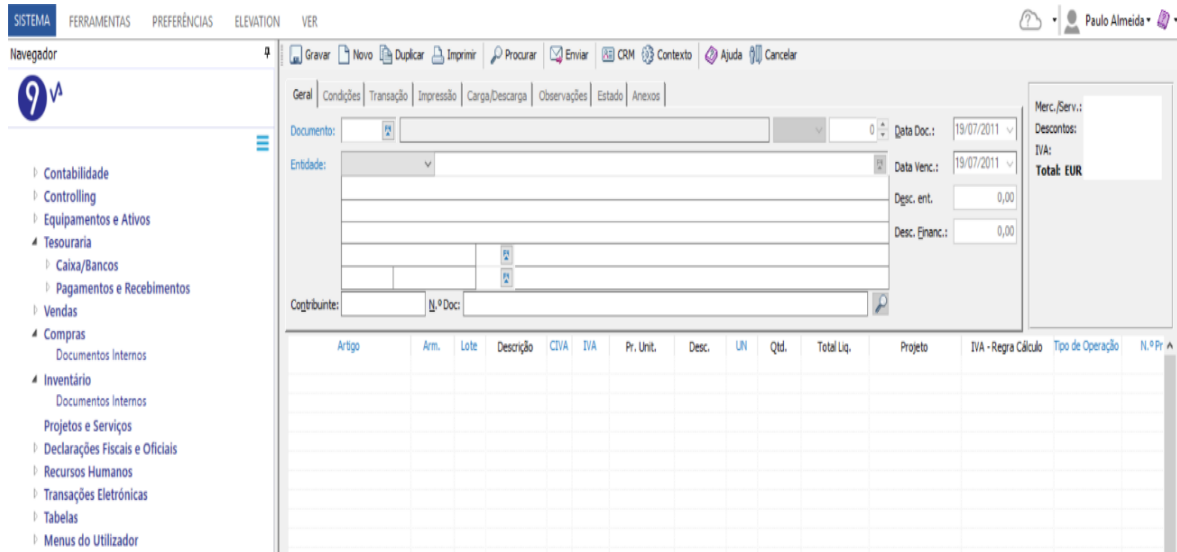 SISTEMA FERRAMENTAS PREFERÊNCIAS ELEVATION VER Paulo Almeida
Navegador
Gravar Novo Duplicar Imprimir Procurar Enviar CRM Contexto Ajuda Cancelar
9 V
Geral Condições Transação Impressão Carga/Descarga Observações Estado Anexos
Documento: 0 Data Doc.: 19/07/2011
Entidade: Data Venc.: 19/07/2011
Desc. ent. 0,00
Desc. Financ.: 0,00
Contribuinte: N.º Doc:
Merc./Serv.:
Descontos:
IVA:
Total: EUR
Artigo Arm. Lote Descrição CIVA IVA Pr. Unit. Desc. UN Qtd. Total Liq. Projeto IVA - Regra Cálculo Tipo de Operação N.º Pr
Contabilidade
Controlling
Equipamentos e Ativos
Tesouraria
Caixa/Bancos
Pagamentos e Recebimentos
Vendas
Compras
Documentos Internos
Inventário
Documentos Internos
Projetos e Serviços
Declarações Fiscais e Oficiais
Recursos Humanos
Transações Eletrónicas
Tabelas
Menus do Utilizador